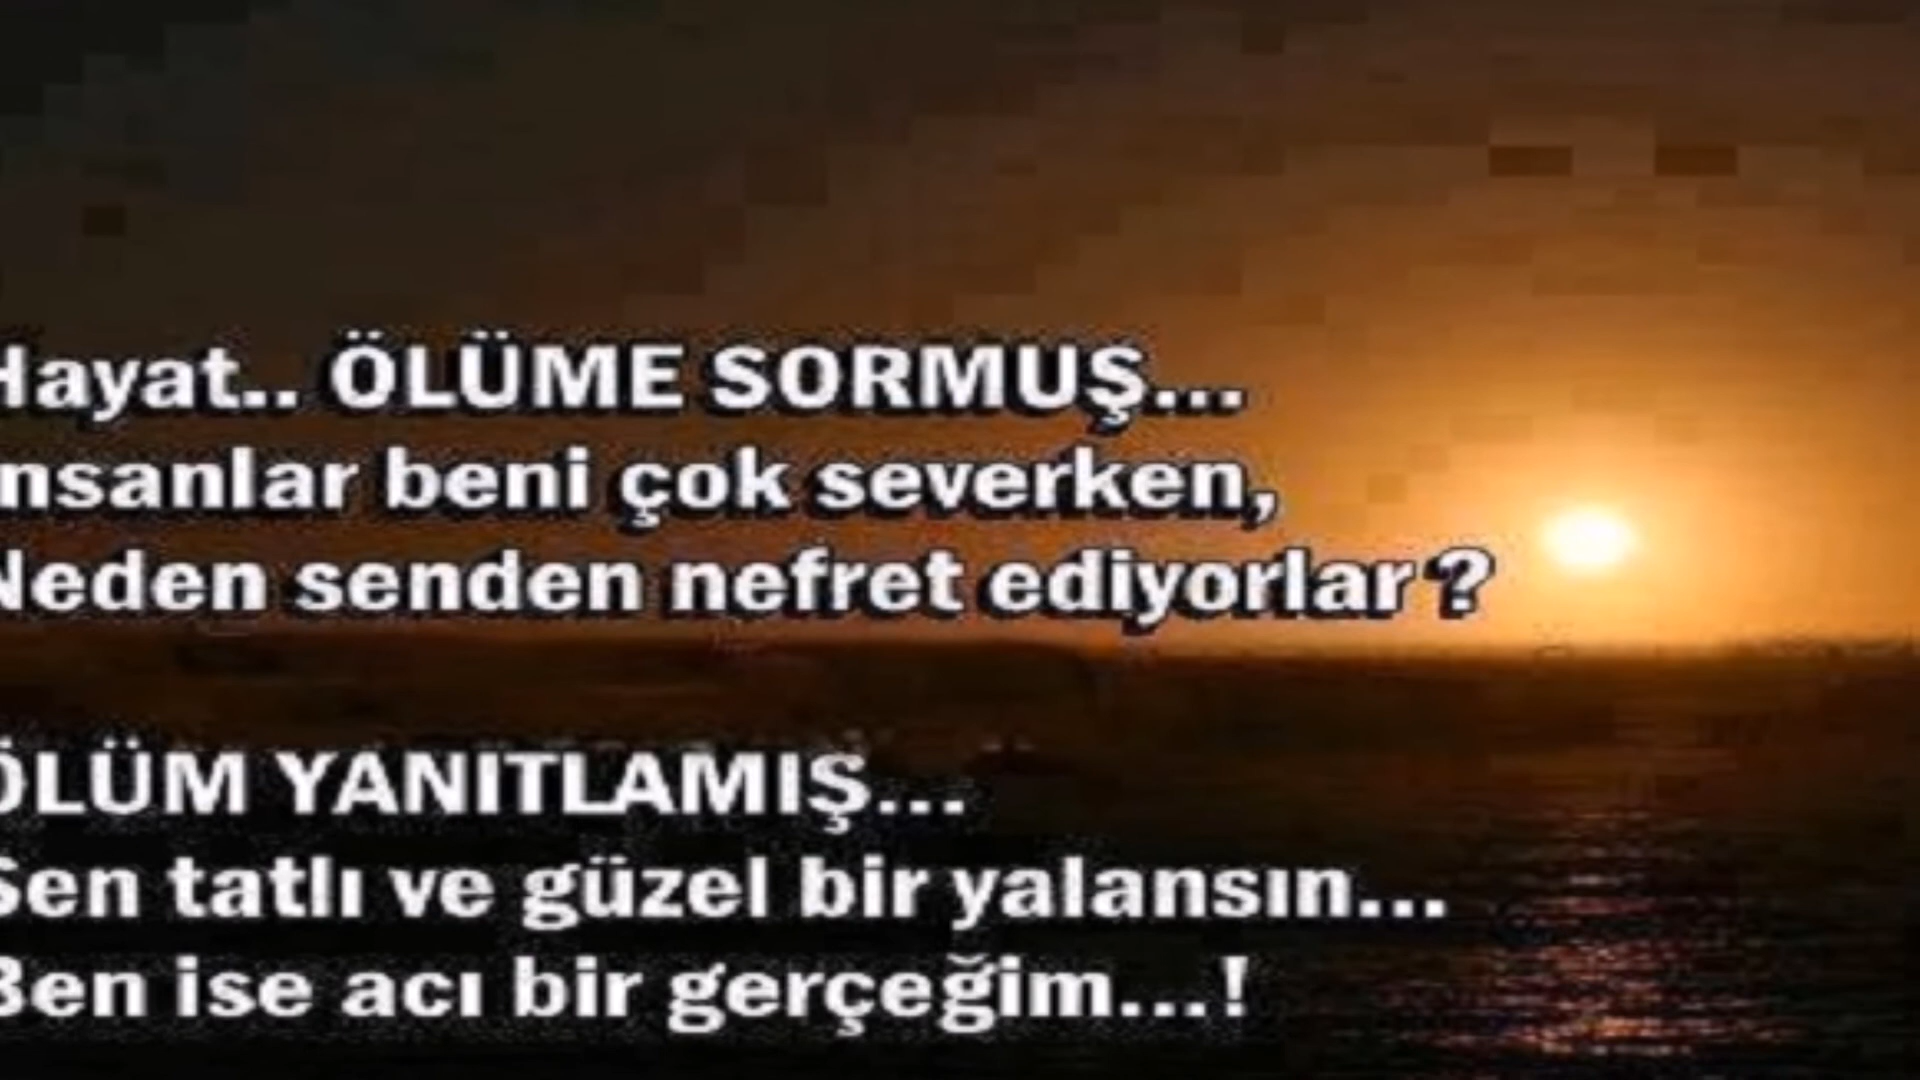 Hayat.. ÖLÜME SORMUŞ...
İnsanlar beni çok severken,
Neden senden nefret ediyorlar ?
ÖLÜM YANITLAMIŞ...
Sen tatlı ve güzel bir yalansın...
Ben ise acı bir gerçeğim...!